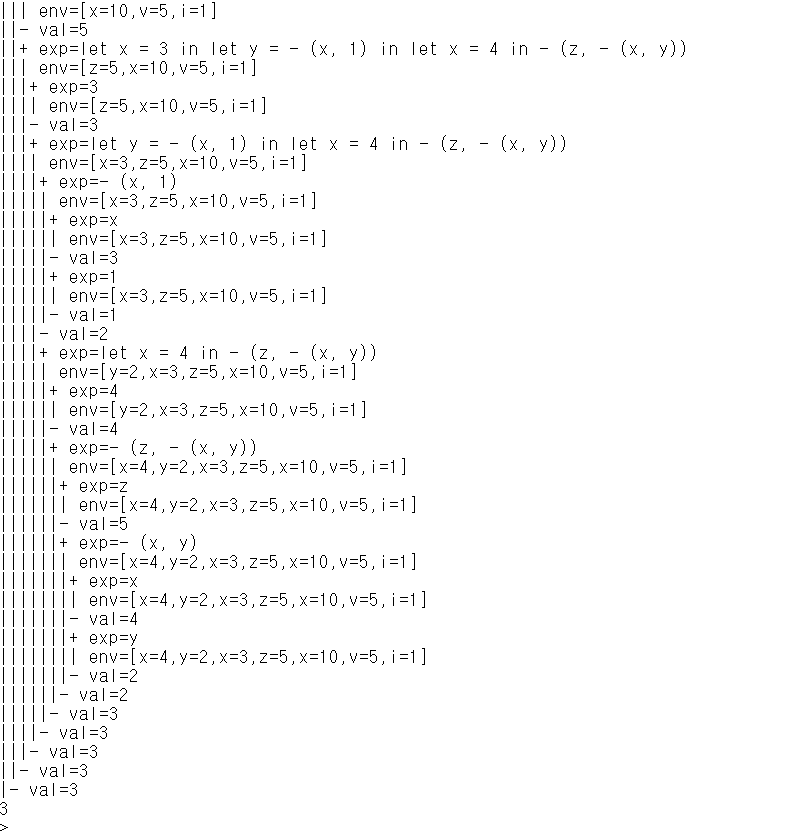 ||| env=[x=10,v=5,i=1]
||- val=5
||+ exp=let x = 3 in let y = - (x, 1) in let x = 4 in - (z, - (x, y))
||| env=[z=5,x=10,v=5,i=1]
|||+ exp=3
|||| env=[z=5,x=10,v=5,i=1]
|||- val=3
|||+ exp=let y = - (x, 1) in let x = 4 in - (z, - (x, y))
|||| env=[x=3,z=5,x=10,v=5,i=1]
||||+ exp=- (x, 1)
||||| env=[x=3,z=5,x=10,v=5,i=1]
|||||+ exp=x
|||||| env=[x=3,z=5,x=10,v=5,i=1]
|||||- val=3
|||||+ exp=1
|||||| env=[x=3,z=5,x=10,v=5,i=1]
|||||- val=1
||||- val=2
||||+ exp=let x = 4 in - (z, - (x, y))
||||| env=[y=2,x=3,z=5,x=10,v=5,i=1]
|||||+ exp=4
|||||| env=[y=2,x=3,z=5,x=10,v=5,i=1]
|||||- val=4
|||||+ exp=- (z, - (x, y))
|||||| env=[x=4,y=2,x=3,z=5,x=10,v=5,i=1]
||||||+ exp=z
||||||| env=[x=4,y=2,x=3,z=5,x=10,v=5,i=1]
||||||- val=5
||||||+ exp=- (x, y)
||||||| env=[x=4,y=2,x=3,z=5,x=10,v=5,i=1]
|||||||+ exp=x
|||||||| env=[x=4,y=2,x=3,z=5,x=10,v=5,i=1]
|||||||- val=4
|||||||+ exp=y
|||||||| env=[x=4,y=2,x=3,z=5,x=10,v=5,i=1]
|||||||- val=2
||||||- val=2
|||||- val=3
||||- val=3
|||- val=3
||- val=3
|- val=3
3
>